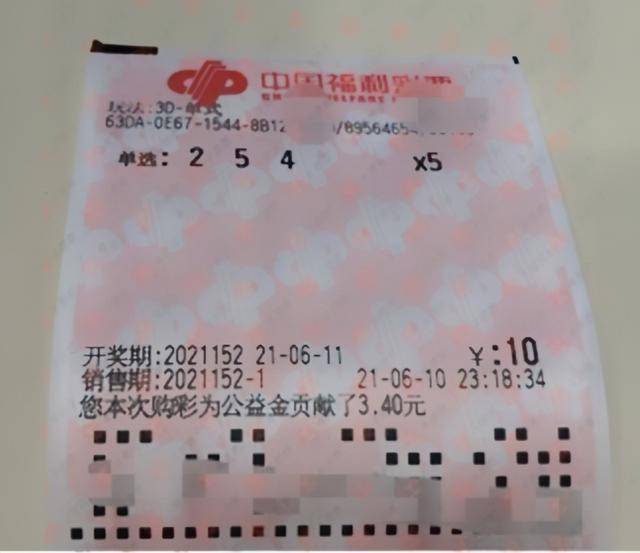 中国福利彩票
玩法:3D-单式
63DA-0E67-1544-8B12 /89564654
单选: 2 5 4 x5
开奖期:2021152 21-06-11 ¥:10
销售期:2021152-1 21-06-10 23:18:34
您本次购彩为公益金贡献了3.40元